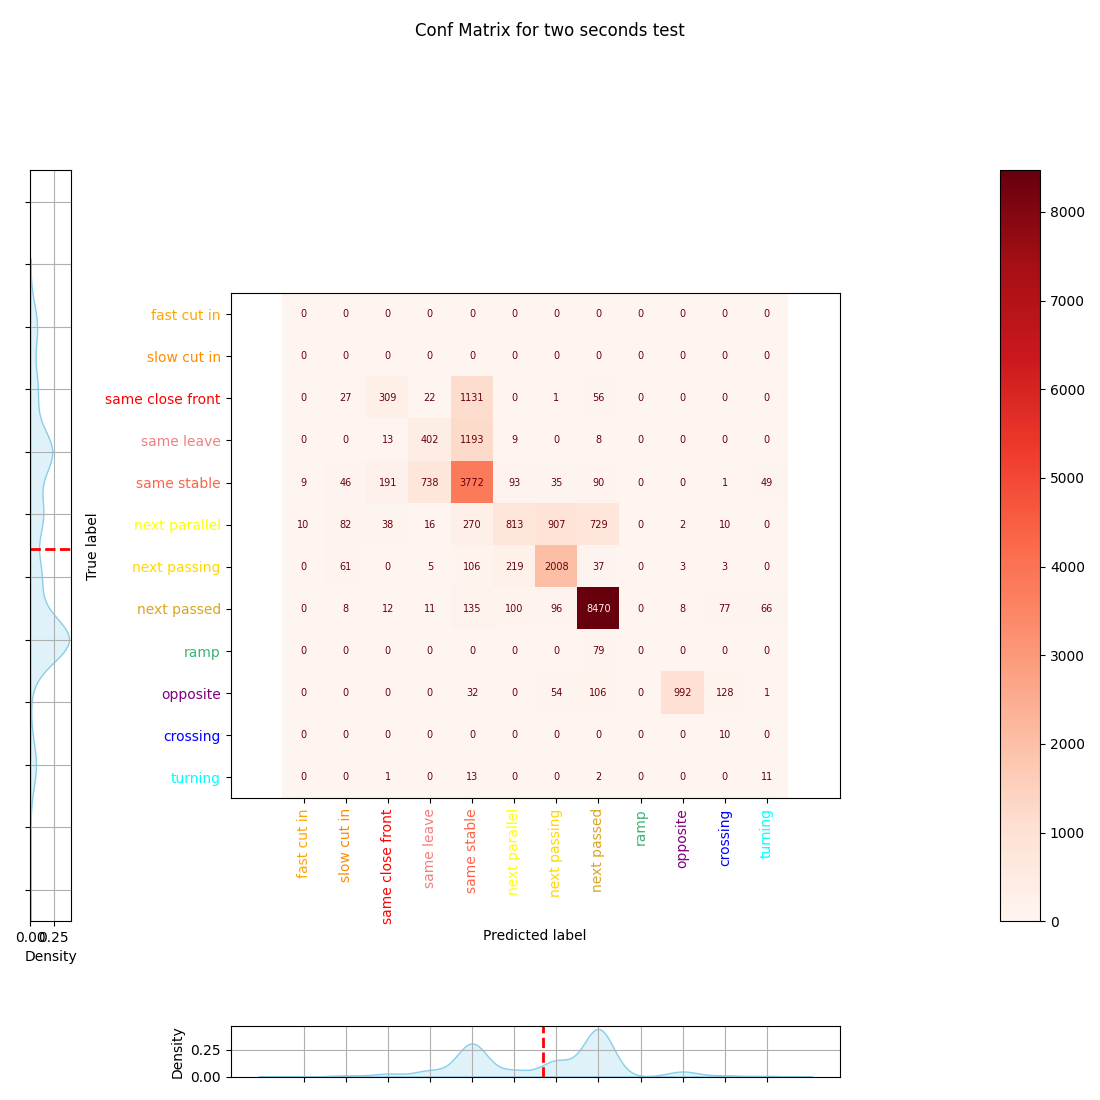 Conf Matrix for two seconds test
fast cut in 0 0 0 0 0 0 0 0 0 0 0 0
slow cut in 0 0 0 0 0 0 0 0 0 0 0 0
same close front 0 27 309 22 1131 0 1 56 0 0 0 0
same leave 0 0 13 402 1193 9 0 8 0 0 0 0
same stable 9 46 191 738 3772 93 35 90 0 0 1 49
next parallel 10 82 38 16 270 813 907 729 0 2 10 0
next passing 0 61 0 5 106 219 2008 37 0 3 3 0
next passed 0 8 12 11 135 100 96 8470 0 8 77 66
ramp 0 0 0 0 0 0 0 79 0 0 0 0
opposite 0 0 0 0 32 0 54 106 0 992 128 1
crossing 0 0 0 0 0 0 0 0 0 0 10 0
turning 0 0 1 0 13 0 0 2 0 0 0 11
True label
fast cut in
slow cut in
same close front
same leave
same stable
next parallel
next passing
next passed
ramp
opposite
crossing
turning
Predicted label
0.00 0.25
Density
8000
7000
6000
5000
4000
3000
2000
1000
0
Density
0.25
0.00